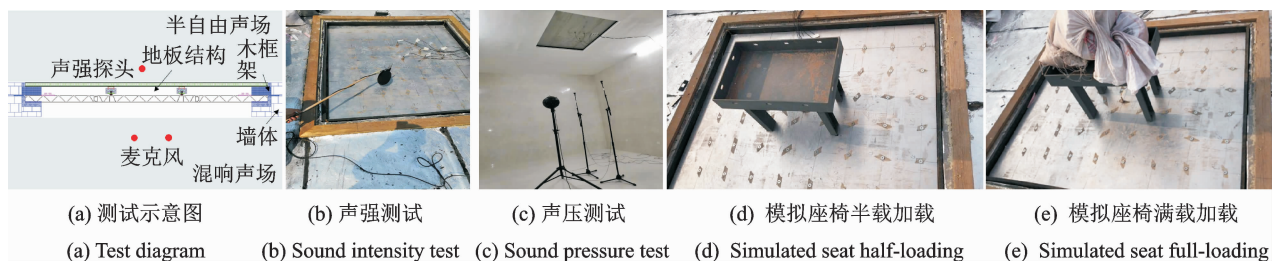 半自由声场
地板结构
木框
架
声强探头
墙体
麦克风
混响声场
(a) 测试示意图
(b) 声强测试
(c) 声压测试
(d) 模拟座椅半载加载
(e) 模拟座椅满载加载
(a) Test diagram
(b) Sound intensity test
(c) Sound pressure test
(d) Simulated seat half-loading
(e) Simulated seat full-loading